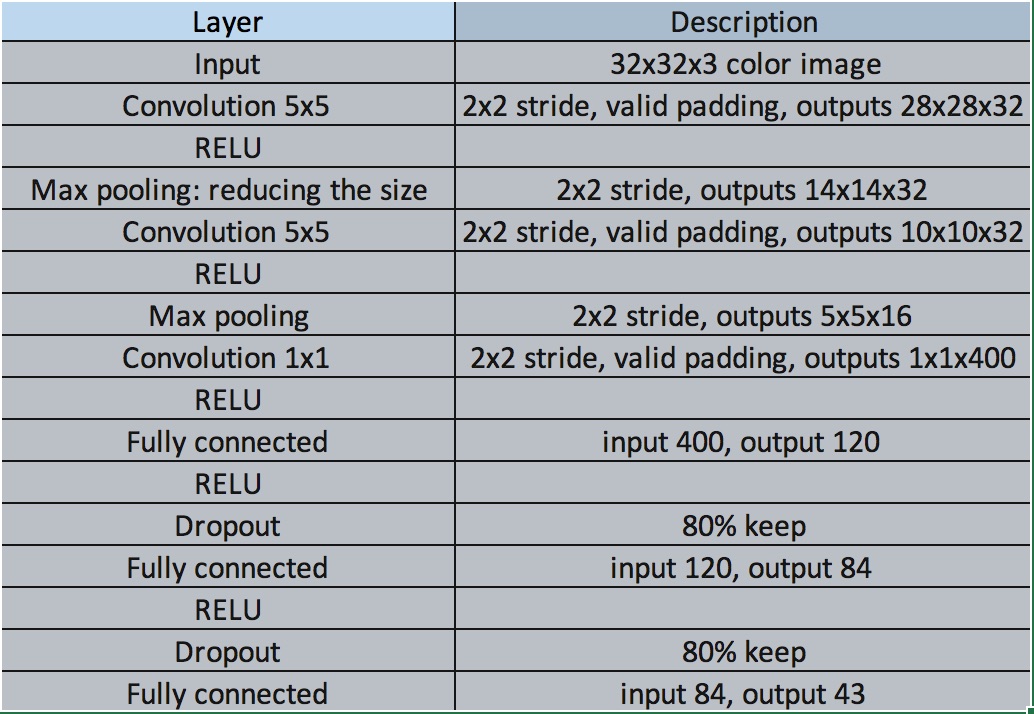 Layer Description
Input 32x32x3 color image
Convolution 5x5 2x2 stride, valid padding, outputs 28x28x32
RELU
Max pooling: reducing the size 2x2 stride, outputs 14x14x32
Convolution 5x5 2x2 stride, valid padding, outputs 10x10x32
RELU
Max pooling 2x2 stride, outputs 5x5x16
Convolution 1x1 2x2 stride, valid padding, outputs 1x1x400
RELU
Fully connected input 400, output 120
RELU
Dropout 80% keep
Fully connected input 120, output 84
RELU
Dropout 80% keep
Fully connected input 84, output 43